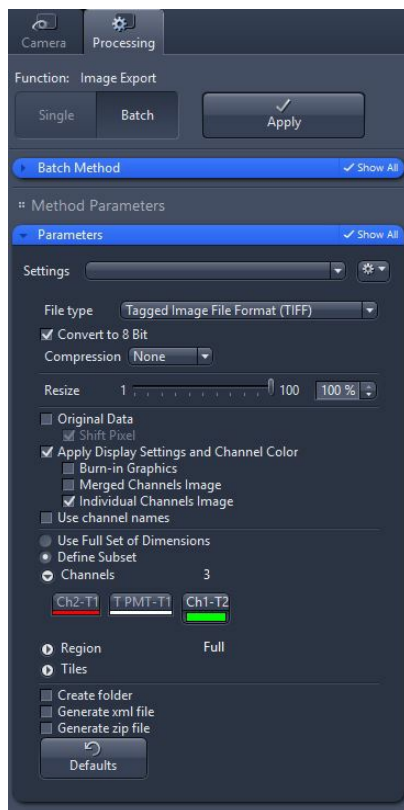 Camera Processing
Function: Image Export
Single Batch Apply
Batch Method Show All
Method Parameters
Parameters Show All
Settings
File type Tagged Image File Format (TIFF)
Convert to 8 Bit
Compression None
Resize 1 100 100 %
Original Data
Shift Pixel
Apply Display Settings and Channel Color
Burn-in Graphics
Merged Channels Image
Individual Channels Image
Use channel names
Use Full Set of Dimensions
Define Subset
Channels 3
Ch2-T1 T PMT-T1 Ch1-T2
Region Full
Tiles
Create folder
Generate xml file
Generate zip file
Defaults